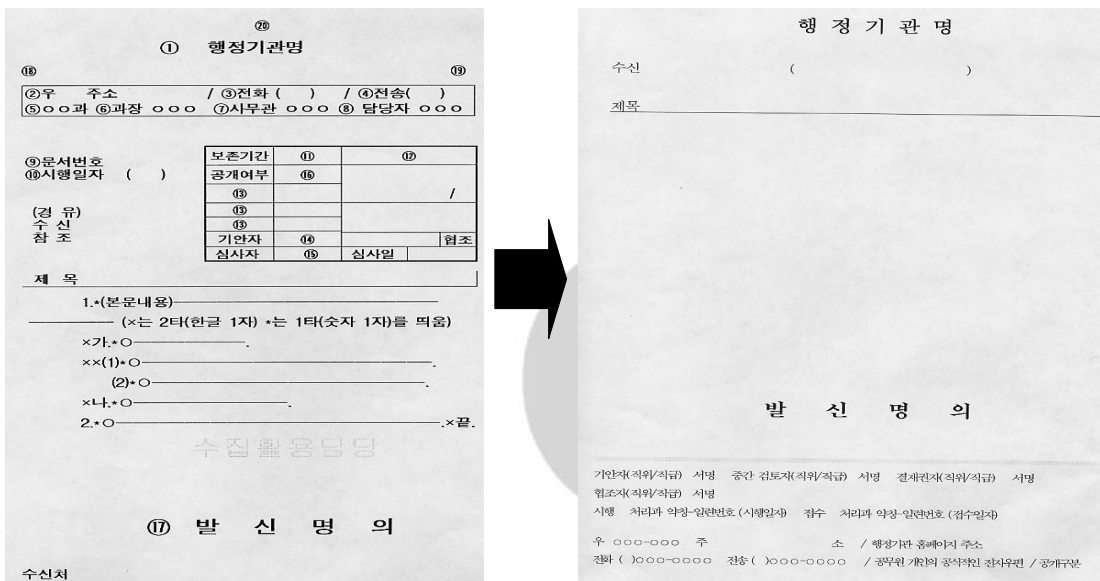 ⑳
① 행정기관명
⑱ ⑲
②우 주소 / ③전화 ( ) / ④전송( )
⑤○○과 ⑥과장 ○○○ ⑦사무관 ○○○ ⑧ 담당자 ○○○
⑨문서번호
⑩시행일자 ( )
(경 유)
수 신
참 조
보존기간 ⑪ ⑫
공개여부 ⑯
⑬ /
⑬
⑬
기안자 ⑭ 협조
심사자 ⑮ 심사일
제 목
1.*(본문내용)
(×는 2타(한글 1자) *는 1타(숫자 1자)를 띄움)
×가.*○ .
××(1)*○ .
(2)*○ .
×나.*○ .
2.*○ .×끝.
수집활용담당
⑰ 발 신 명 의
수신처
행 정 기 관 명
수신 ( )
제목
발 신 명 의
기안자(직위/직급) 서명 중간 검토자(직위/직급) 서명 결재권자(직위/직급) 서명
협조자(직위/직급) 서명
시행 처리과 약칭-일련번호 (시행일자) 접수 처리과 약칭-일련번호 (접수일자)
우 ○○○-○○○ 주 소 / 행정기관 홈페이지 주소
전화 ( )○○○-○○○○ 전송 ( )○○○-○○○○ / 공무원 개인의 공식적인 전자우편 / 공개구분